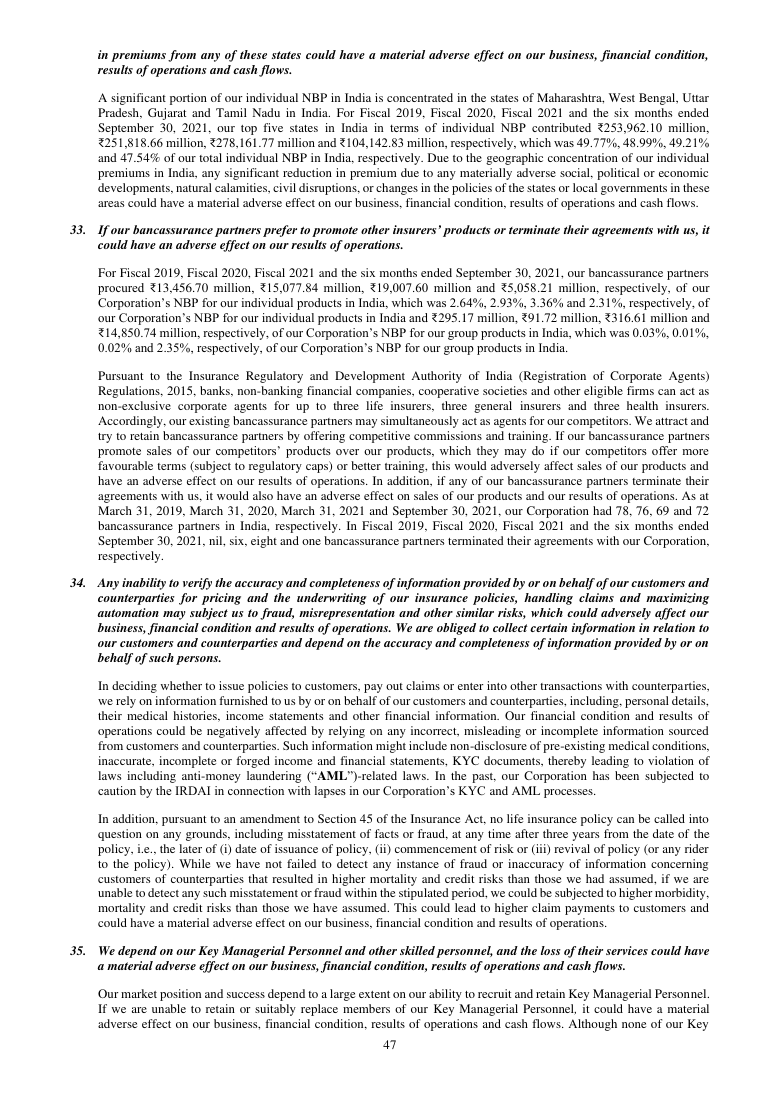 in premiums from any of these states could have a material adverse effect on our business, financial condition,
results of operations and cash flows.
A significant portion of our individual NBP in India is concentrated in the states of Maharashtra, West Bengal, Uttar
Pradesh, Gujarat and Tamil Nadu in India. For Fiscal 2019, Fiscal 2020, Fiscal 2021 and the six months ended
September 30, 2021, our top five states in India in terms of individual NBP contributed ₹253,962.10 million,
₹251,818.66 million, ₹278,161.77 million and ₹104,142.83 million, respectively, which was 49.77%, 48.99%, 49.21%
and 47.54% of our total individual NBP in India, respectively. Due to the geographic concentration of our individual
premiums in India, any significant reduction in premium due to any materially adverse social, political or economic
developments, natural calamities, civil disruptions, or changes in the policies of the states or local governments in these
areas could have a material adverse effect on our business, financial condition, results of operations and cash flows.
33. If our bancassurance partners prefer to promote other insurers’ products or terminate their agreements with us, it
could have an adverse effect on our results of operations.
For Fiscal 2019, Fiscal 2020, Fiscal 2021 and the six months ended September 30, 2021, our bancassurance partners
procured ₹13,456.70 million, ₹15,077.84 million, ₹19,007.60 million and ₹5,058.21 million, respectively, of our
Corporation’s NBP for our individual products in India, which was 2.64%, 2.93%, 3.36% and 2.31%, respectively, of
our Corporation’s NBP for our individual products in India and ₹295.17 million, ₹91.72 million, ₹316.61 million and
₹14,850.74 million, respectively, of our Corporation’s NBP for our group products in India, which was 0.03%, 0.01%,
0.02% and 2.35%, respectively, of our Corporation’s NBP for our group products in India.
Pursuant to the Insurance Regulatory and Development Authority of India (Registration of Corporate Agents)
Regulations, 2015, banks, non-banking financial companies, cooperative societies and other eligible firms can act as
non-exclusive corporate agents for up to three life insurers, three general insurers and three health insurers.
Accordingly, our existing bancassurance partners may simultaneously act as agents for our competitors. We attract and
try to retain bancassurance partners by offering competitive commissions and training. If our bancassurance partners
promote sales of our competitors’ products over our products, which they may do if our competitors offer more
favourable terms (subject to regulatory caps) or better training, this would adversely affect sales of our products and
have an adverse effect on our results of operations. In addition, if any of our bancassurance partners terminate their
agreements with us, it would also have an adverse effect on sales of our products and our results of operations. As at
March 31, 2019, March 31, 2020, March 31, 2021 and September 30, 2021, our Corporation had 78, 76, 69 and 72
bancassurance partners in India, respectively. In Fiscal 2019, Fiscal 2020, Fiscal 2021 and the six months ended
September 30, 2021, nil, six, eight and one bancassurance partners terminated their agreements with our Corporation,
respectively.
34. Any inability to verify the accuracy and completeness of information provided by or on behalf of our customers and
counterparties for pricing and the underwriting of our insurance policies, handling claims and maximizing
automation may subject us to fraud, misrepresentation and other similar risks, which could adversely affect our
business, financial condition and results of operations. We are obliged to collect certain information in relation to
our customers and counterparties and depend on the accuracy and completeness of information provided by or on
behalf of such persons.
In deciding whether to issue policies to customers, pay out claims or enter into other transactions with counterparties,
we rely on information furnished to us by or on behalf of our customers and counterparties, including, personal details,
their medical histories, income statements and other financial information. Our financial condition and results of
operations could be negatively affected by relying on any incorrect, misleading or incomplete information sourced
from customers and counterparties. Such information might include non-disclosure of pre-existing medical conditions,
inaccurate, incomplete or forged income and financial statements, KYC documents, thereby leading to violation of
laws including anti-money laundering (“AML”)-related laws. In the past, our Corporation has been subjected to
caution by the IRDAI in connection with lapses in our Corporation’s KYC and AML processes.
In addition, pursuant to an amendment to Section 45 of the Insurance Act, no life insurance policy can be called into
question on any grounds, including misstatement of facts or fraud, at any time after three years from the date of the
policy, i.e., the later of (i) date of issuance of policy, (ii) commencement of risk or (iii) revival of policy (or any rider
to the policy). While we have not failed to detect any instance of fraud or inaccuracy of information concerning
customers of counterparties that resulted in higher mortality and credit risks than those we had assumed, if we are
unable to detect any such misstatement or fraud within the stipulated period, we could be subjected to higher morbidity,
mortality and credit risks than those we have assumed. This could lead to higher claim payments to customers and
could have a material adverse effect on our business, financial condition and results of operations.
35. We depend on our Key Managerial Personnel and other skilled personnel, and the loss of their services could have
a material adverse effect on our business, financial condition, results of operations and cash flows.
Our market position and success depend to a large extent on our ability to recruit and retain Key Managerial Personnel.
If we are unable to retain or suitably replace members of our Key Managerial Personnel, it could have a material
adverse effect on our business, financial condition, results of operations and cash flows. Although none of our Key
47